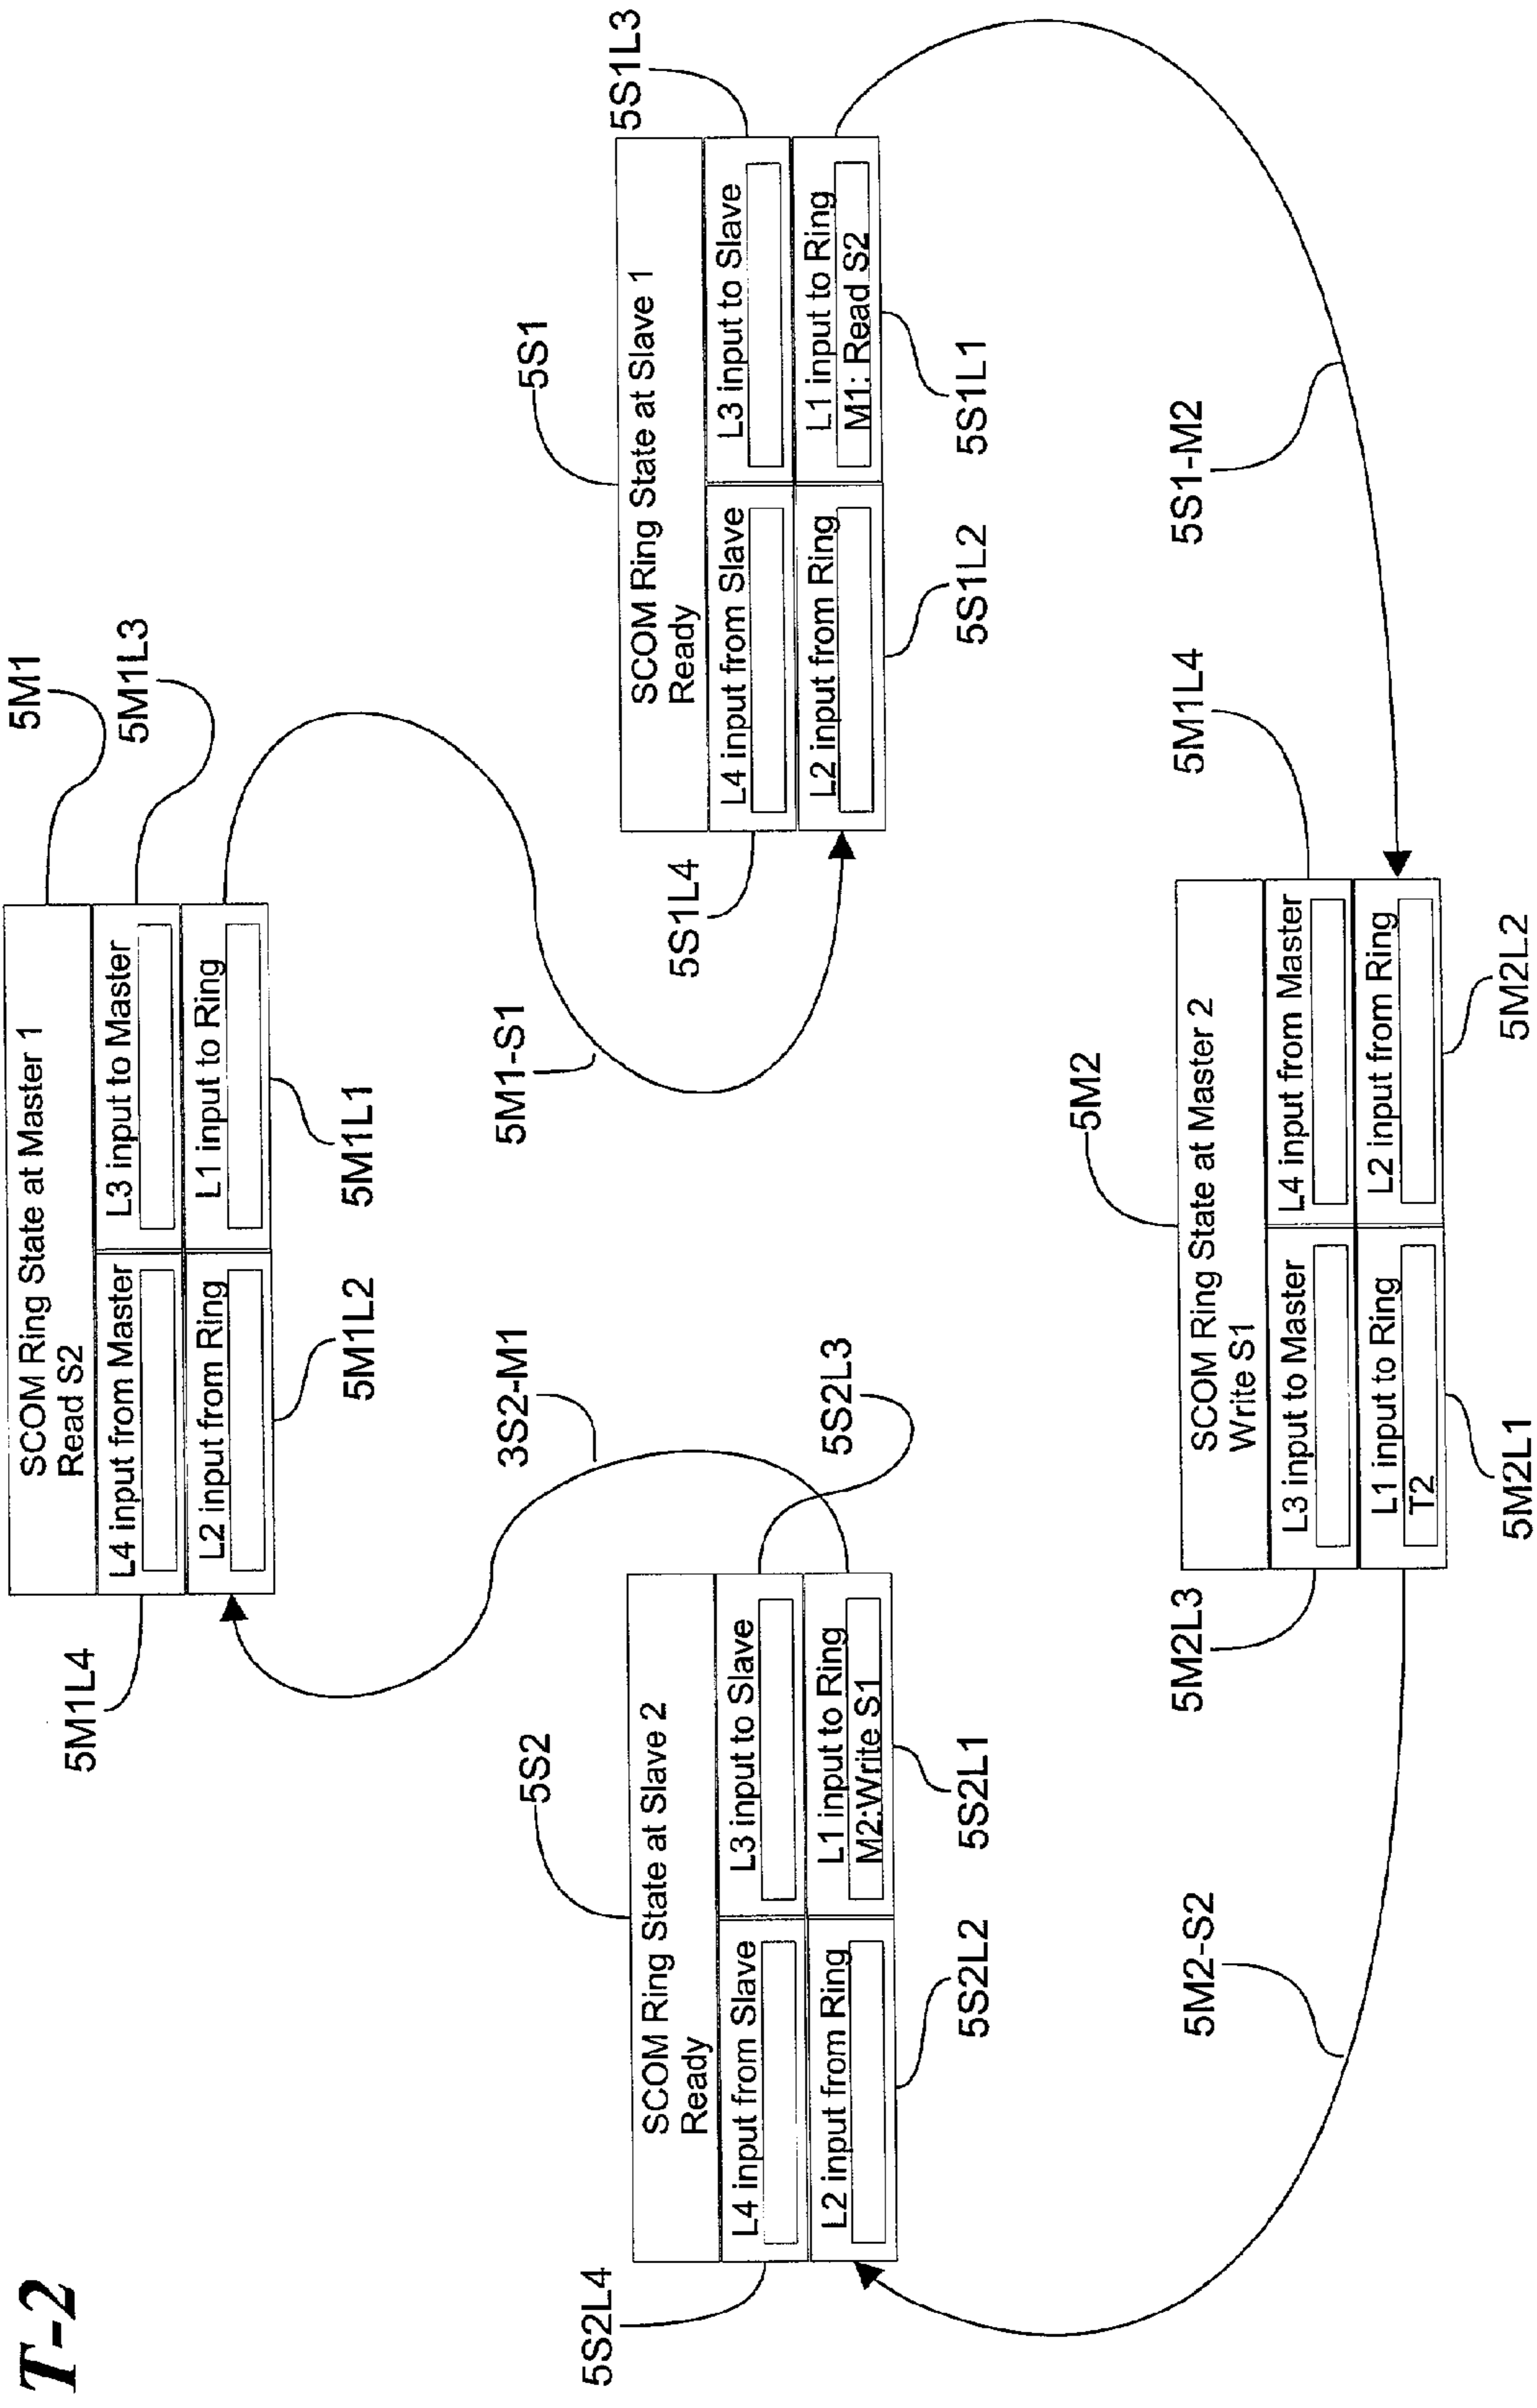 T-2
5M1
SCOM Ring State at Master 1
Read S2
L4 input from Master
L3 input to Master
L2 input from Ring
L1 input to Ring
5M1L3
5M1L4
5M1L2
5M1L1
5M1-S1
3S2-M1
5S2
SCOM Ring State at Slave 2
Ready
L4 input from Slave
L3 input to Slave
L2 input from Ring
L1 input to Ring
M2:Write S1
5S2L4
5S2L3
5S2L2
5S2L1
5S1
SCOM Ring State at Slave 1
Ready
L4 input from Slave
L3 input to Slave
L2 input from Ring
L1 input to Ring
M1: Read S2
5S1L4
5S1L3
5S1L2
5S1L1
5M2-S2
5S1-M2
5M2
SCOM Ring State at Master 2
Write S1
L3 input to Master
L4 input from Master
L1 input to Ring
T2
L2 input from Ring
5M2L3
5M1L4
5M2L1
5M2L2